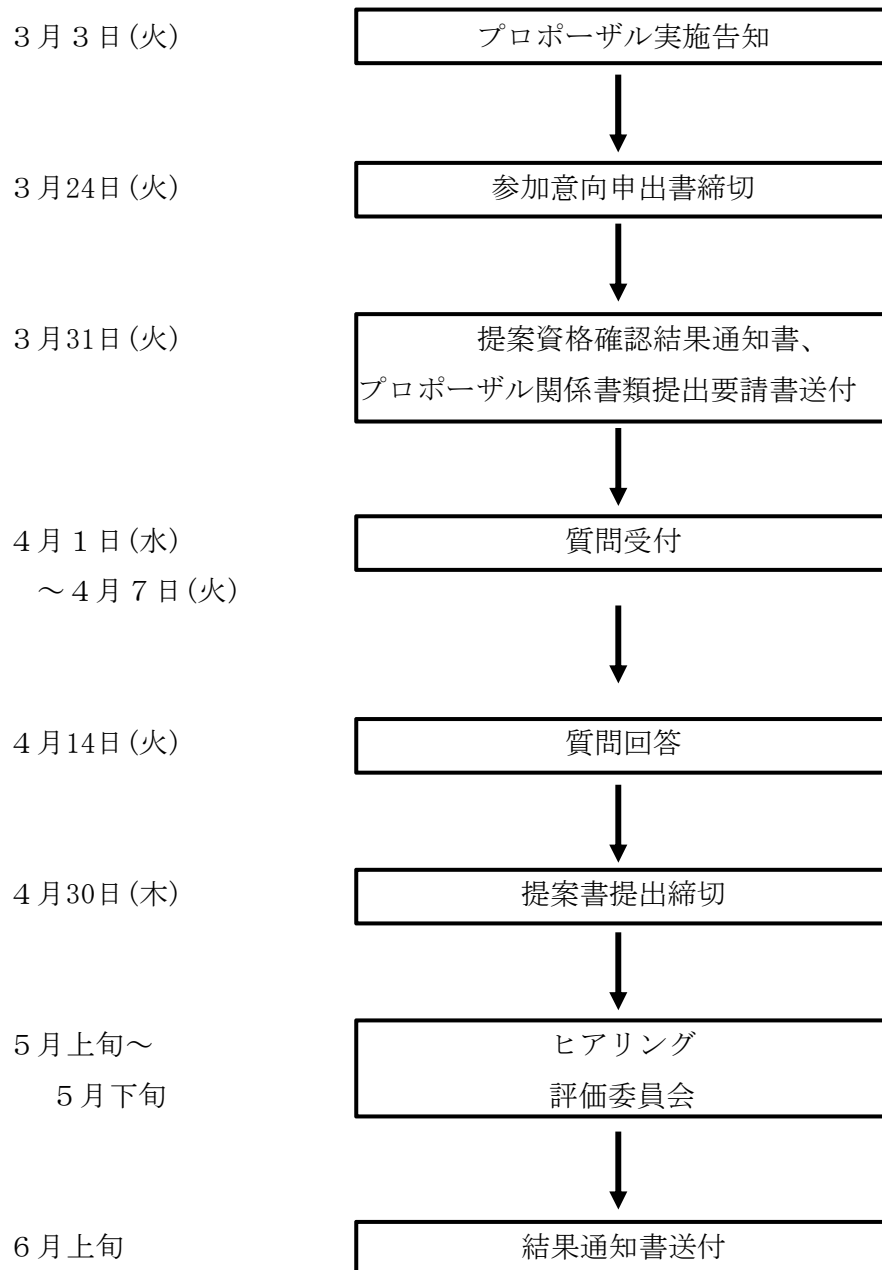 ３月３日(火)
プロポーザル実施告知
３月24日(火)
参加意向申出書締切
３月31日(火)
提案資格確認結果通知書、
プロポーザル関係書類提出要請書送付
４月１日(水)
～４月７日(火)
質問受付
４月14日(火)
質問回答
４月30日(木)
提案書提出締切
５月上旬～
５月下旬
ヒアリング
評価委員会
６月上旬
結果通知書送付